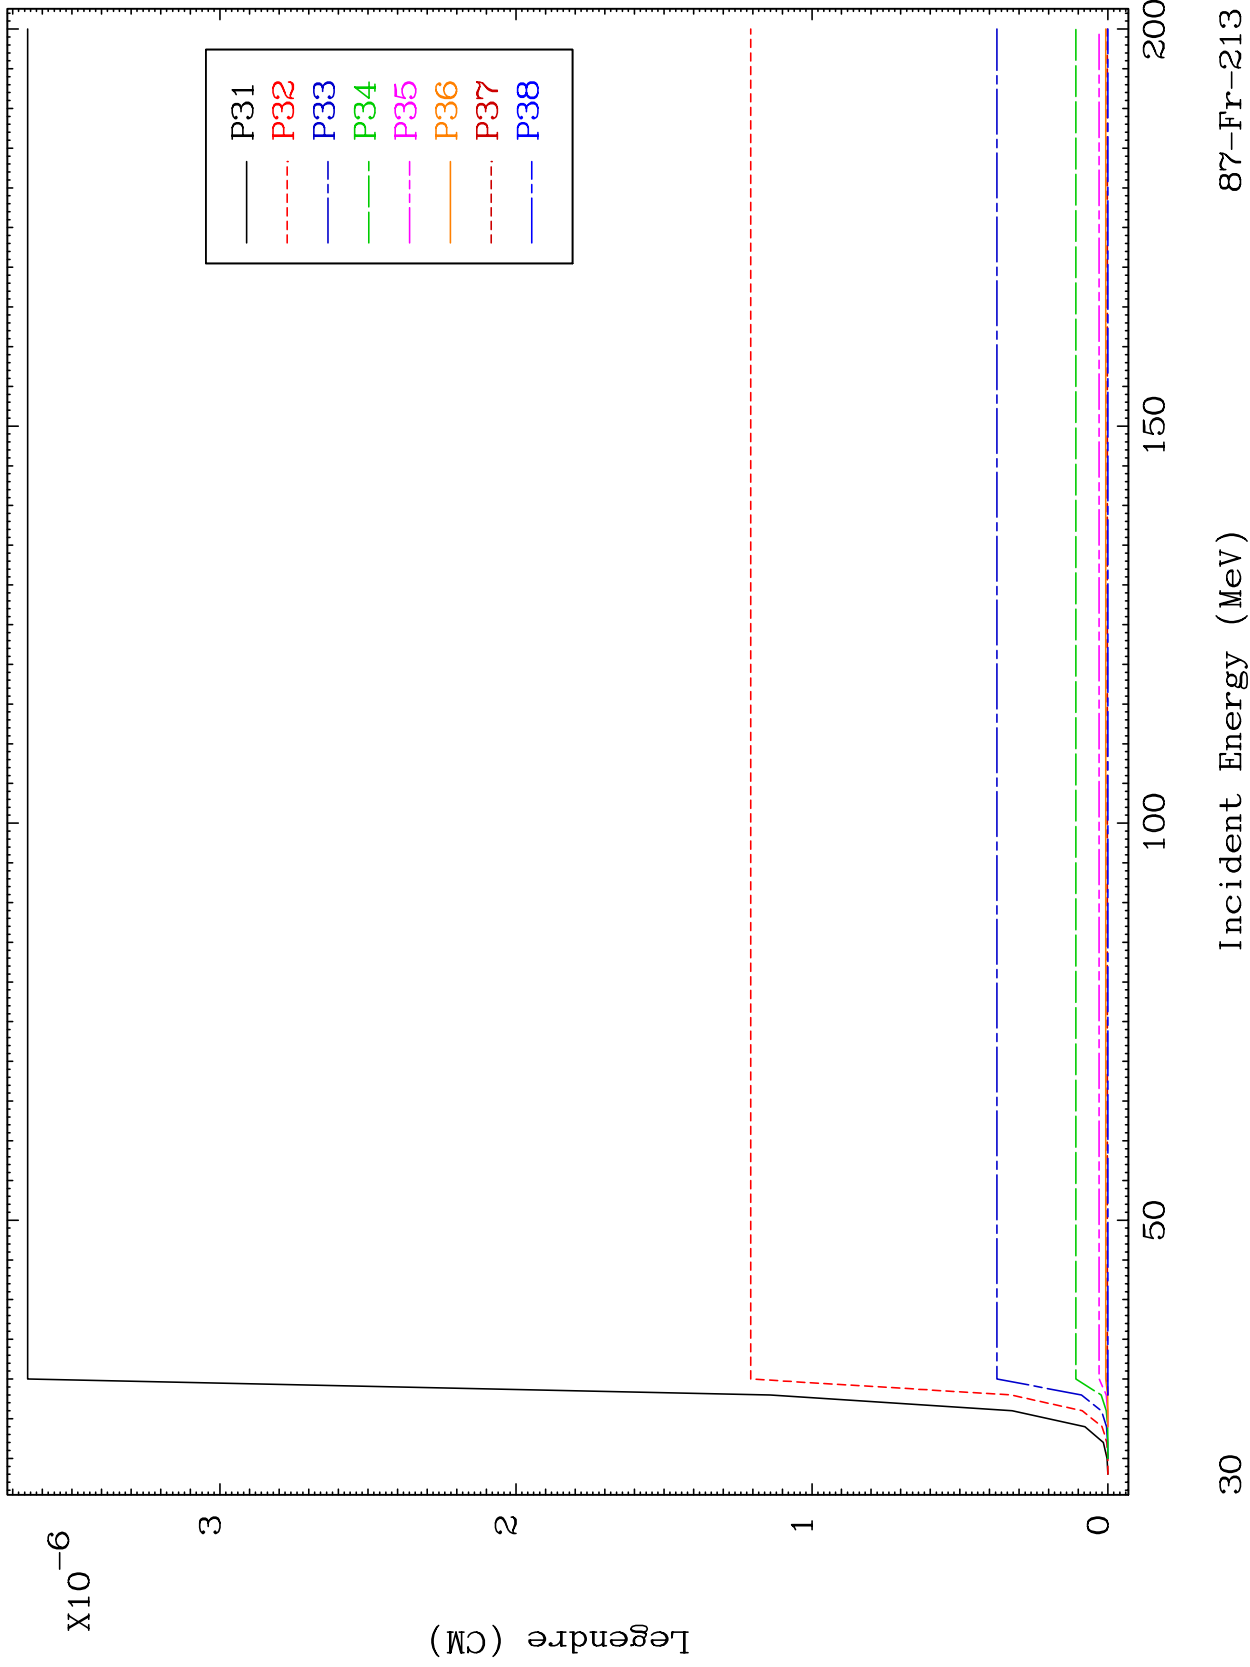 X10-6
Legendre (CM)
3
2
1
0
P31
P32
P33
P34
P35
P36
P37
P38
50
100
150
200
Incident Energy (MeV)
30
87-Fr-213